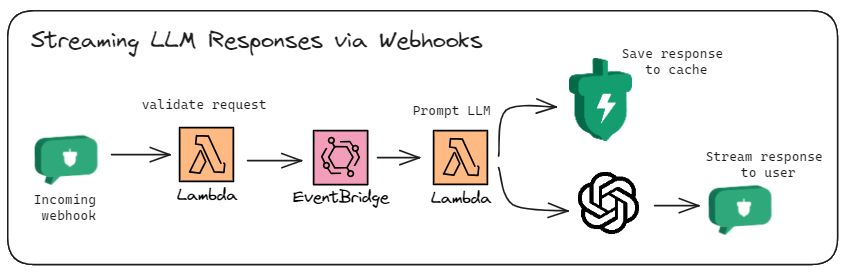 Streaming LLM Responses via Webhooks
Save response
to cache
validate request
Prompt LLM
Stream response
to user
Lambda
EventBridge
Lambda
Incoming
webhook